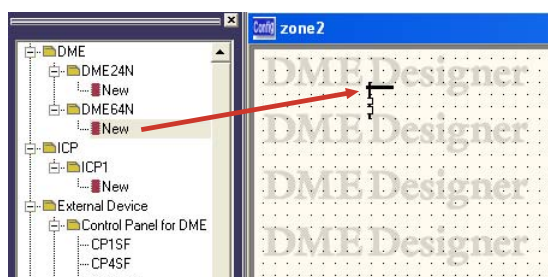 Config zone2
DME
DME24N
New
DME64N
New
ICP
ICP1
New
External Device
Control Panel for DME
CP1SF
CP4SF
DME Designer
DME Designer
DME Designer
DME Designer